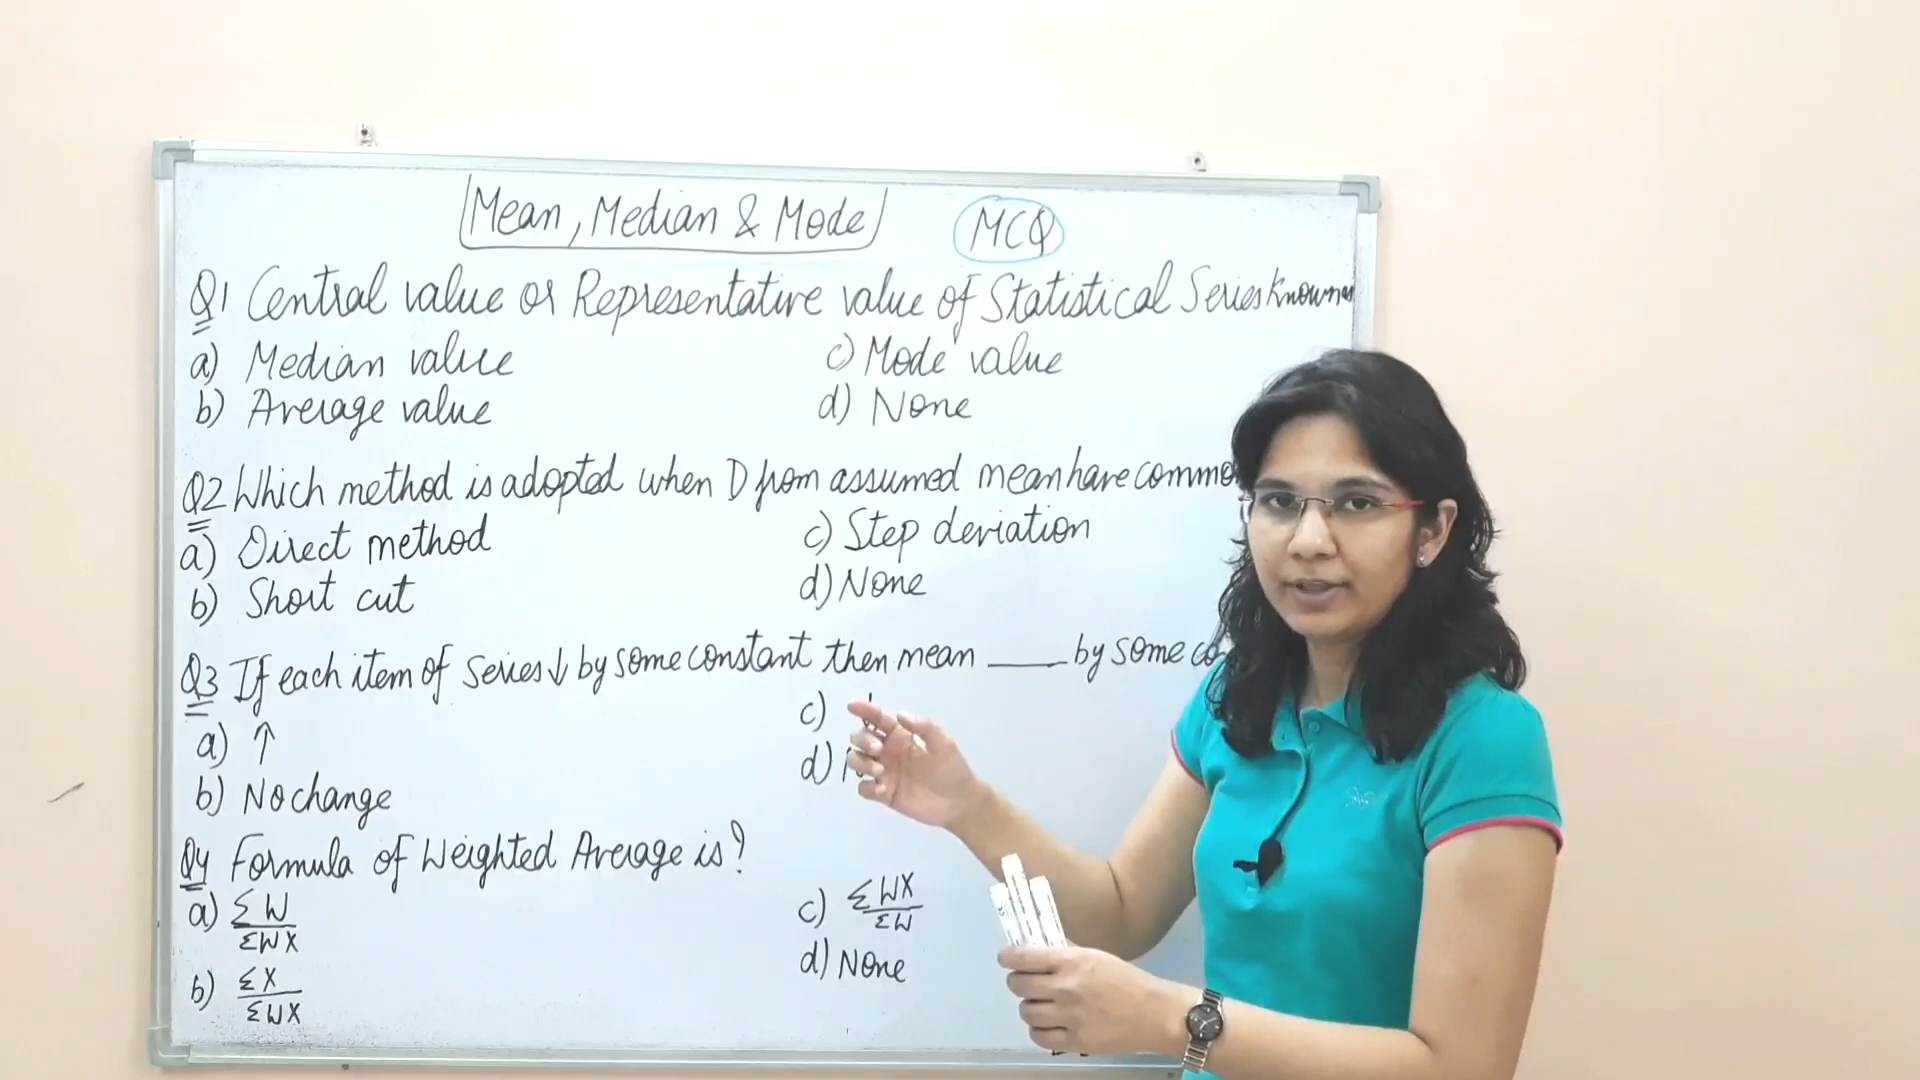 Mean, Median & Mode MCQ
Q1 Central value or Representative value of Statistical Series known as
a) Median value c) Mode value
b) Average value d) None
Q2 Which method is adopted when D from assumed mean have commo
a) Direct method c) Step deviation
b) Short cut d) None
Q3 If each item of Series ↓ by some constant then mean ____ by some co
a) ↑ c)
b) No change d) N
Q4 Formula of Weighted Average is?
a) ΣW / ΣWX c) ΣWX / ΣW
b) ΣX / ΣWX d) None